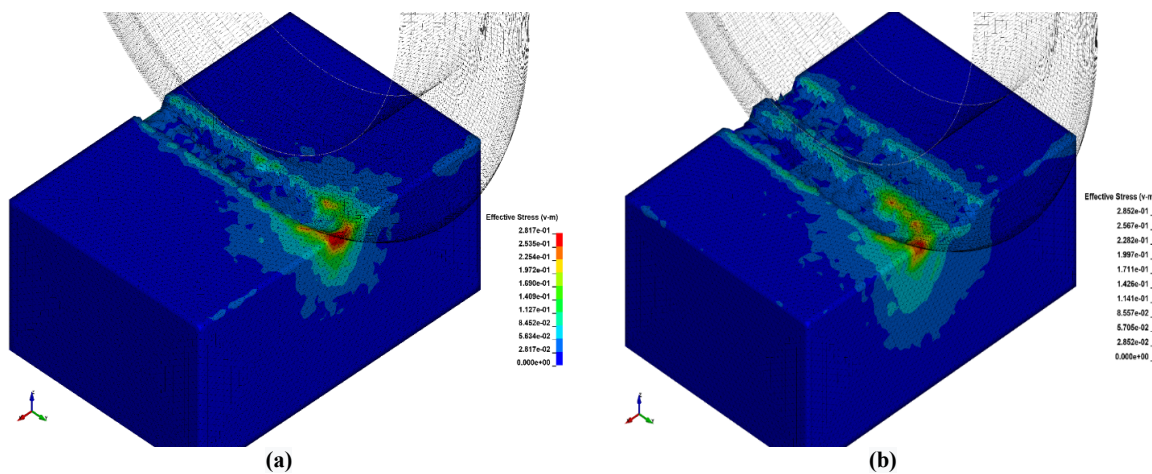 Effective Stress (v-m)
2.817e-01
2.535e-01
2.254e-01
1.972e-01
1.690e-01
1.409e-01
1.127e-01
8.452e-02
5.634e-02
2.817e-02
0.000e+00
(a)
Effective Stress (v-m
2.852e-01
2.567e-01
2.282e-01
1.997e-01
1.711e-01
1.426e-01
1.141e-01
8.557e-02
5.705e-02
2.852e-02
0.000e+00
(b)